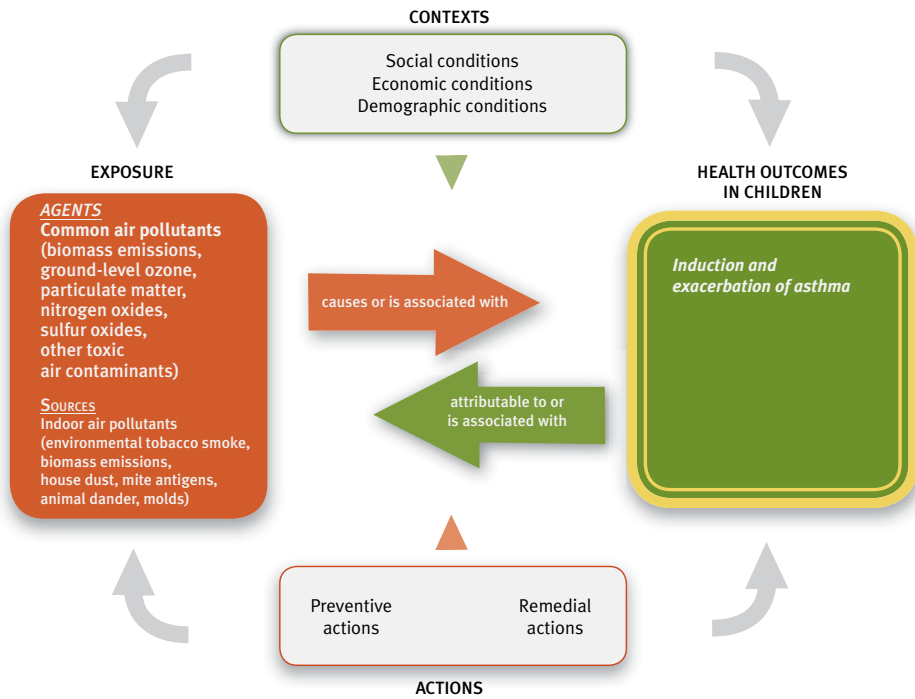 CONTEXTS
Social conditions
Economic conditions
Demographic conditions
EXPOSURE
AGENTS
Common air pollutants
(biomass emissions,
ground-level ozone,
particulate matter,
nitrogen oxides,
sulfur oxides,
other toxic
air contaminants)
SOURCES
Indoor air pollutants
(environmental tobacco smoke,
biomass emissions,
house dust, mite antigens,
animal dander, molds)
causes or is associated with
attributable to or
is associated with
HEALTH OUTCOMES
IN CHILDREN
Induction and
exacerbation of asthma
Preventive
actions
Remedial
actions
ACTIONS